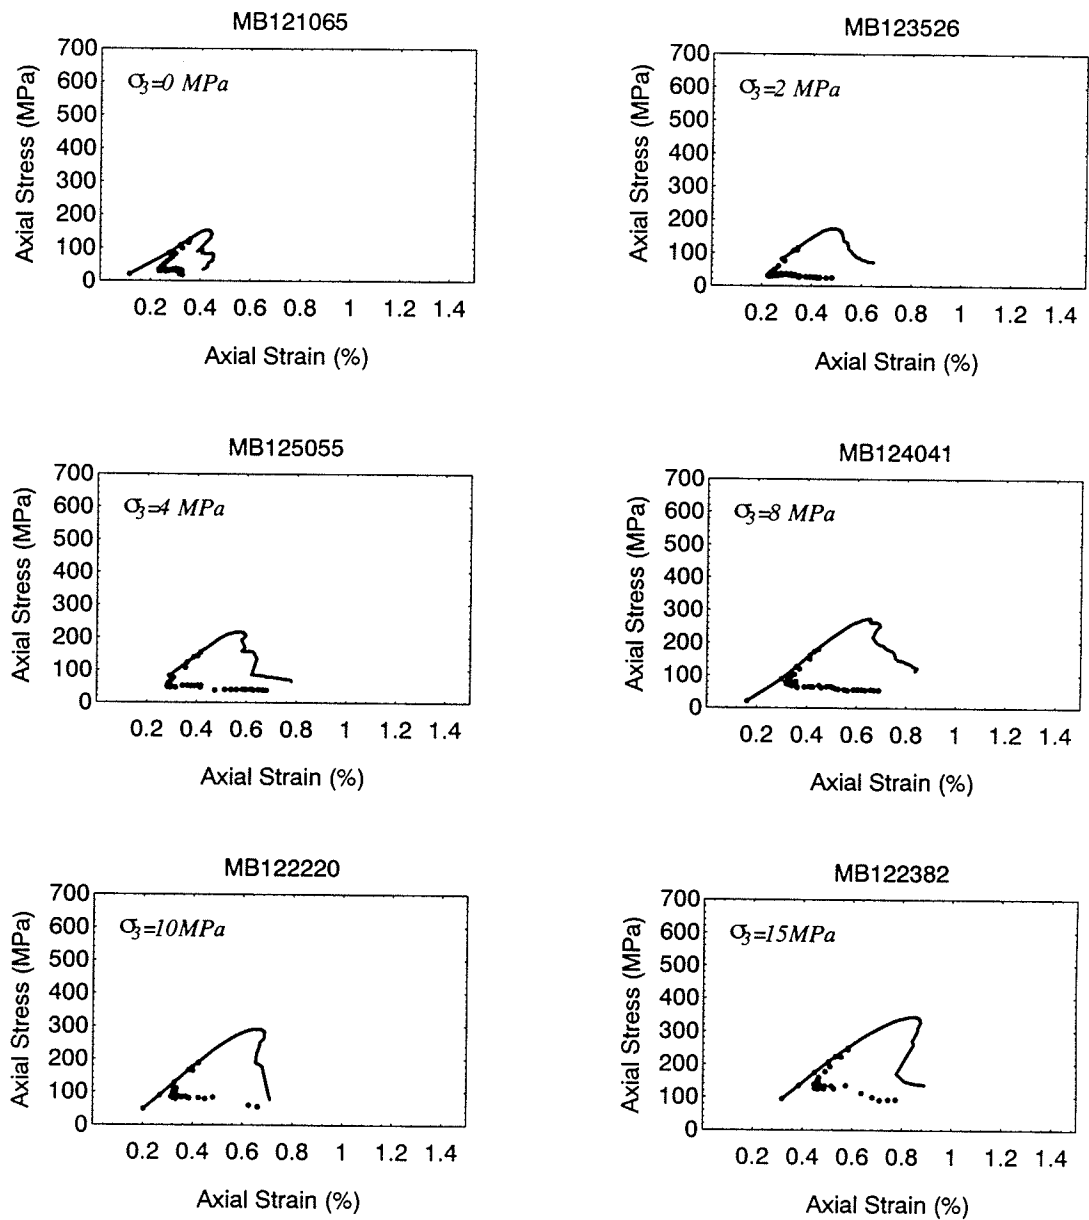 MB121065
Axial Stress (MPa)
700
600
500
400
300
200
100
0
σ3=0 MPa
0.2 0.4 0.6 0.8 1 1.2 1.4
Axial Strain (%)
MB123526
Axial Stress (MPa)
700
600
500
400
300
200
100
0
σ3=2 MPa
0.2 0.4 0.6 0.8 1 1.2 1.4
Axial Strain (%)
MB125055
Axial Stress (MPa)
700
600
500
400
300
200
100
0
σ3=4 MPa
0.2 0.4 0.6 0.8 1 1.2 1.4
Axial Strain (%)
MB124041
Axial Stress (MPa)
700
600
500
400
300
200
100
0
σ3=8 MPa
0.2 0.4 0.6 0.8 1 1.2 1.4
Axial Strain (%)
MB122220
Axial Stress (MPa)
700
600
500
400
300
200
100
0
σ3=10MPa
0.2 0.4 0.6 0.8 1 1.2 1.4
Axial Strain (%)
MB122382
Axial Stress (MPa)
700
600
500
400
300
200
100
0
σ3=15MPa
0.2 0.4 0.6 0.8 1 1.2 1.4
Axial Strain (%)